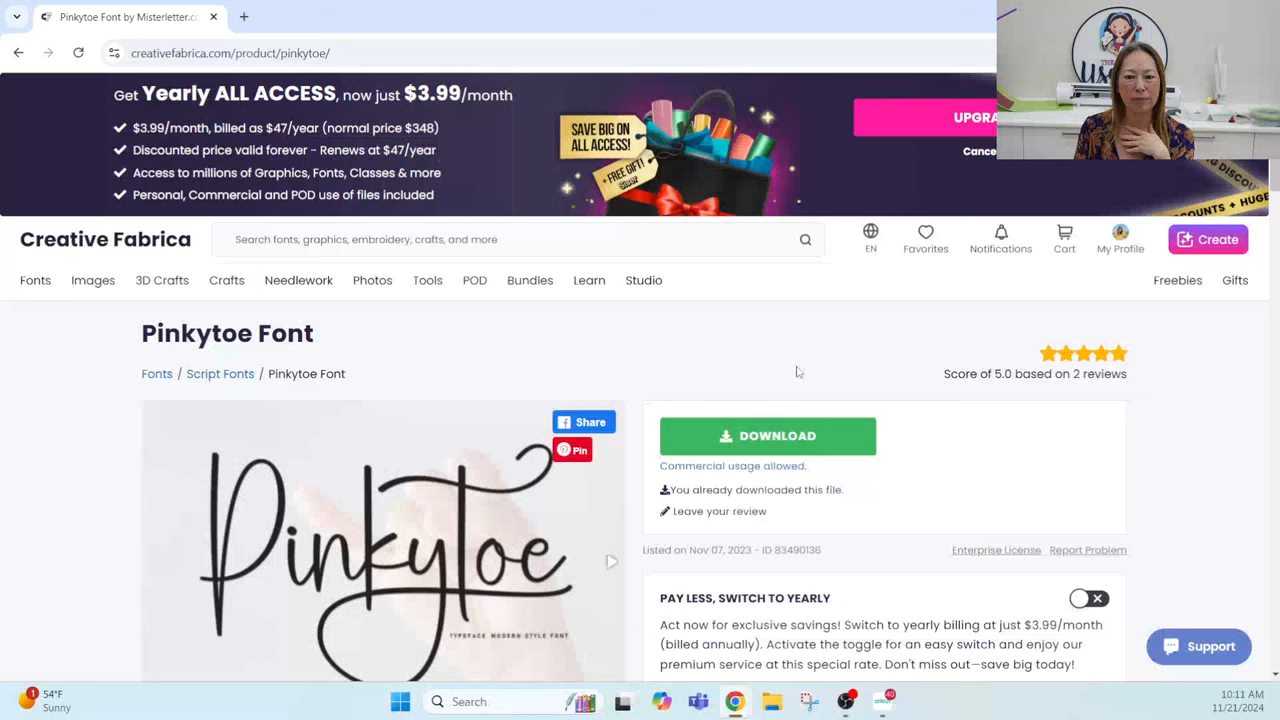 Pinkytoe Font by Misterletter.co
creativefabrica.com/product/pinkytoe/
Get Yearly ALL ACCESS, now just $3.99/month
$3.99/month, billed as $47/year (normal price $348)
Discounted price valid forever - Renews at $47/year
Access to millions of Graphics, Fonts, Classes & more
Personal, Commercial and POD use of files included
SAVE BIG ON
ALL ACCESS!
+ FREE GIFT!
UPGRA
Cance
THE
Use
Creative Fabrica
Search fonts, graphics, embroidery, crafts, and more
EN
Favorites
Notifications
Cart
My Profile
Create
Fonts Images 3D Crafts Crafts Needlework Photos Tools POD Bundles Learn Studio Freebies Gifts
Pinkytoe Font
Fonts / Script Fonts / Pinkytoe Font
Score of 5.0 based on 2 reviews
Share
Pin
Pinkytoe
TYPEFACE MODERN STYLE FONT
DOWNLOAD
Commercial usage allowed.
You already downloaded this file.
Leave your review
Listed on Nov 07, 2023 - ID 83490136
Enterprise License Report Problem
PAY LESS, SWITCH TO YEARLY
Act now for exclusive savings! Switch to yearly billing at just $3.99/month
(billed annually). Activate the toggle for an easy switch and enjoy our
premium service at this special rate. Don't miss out—save big today!
Support
1
54°F
Sunny
Search
40
10:11 AM
11/21/2024